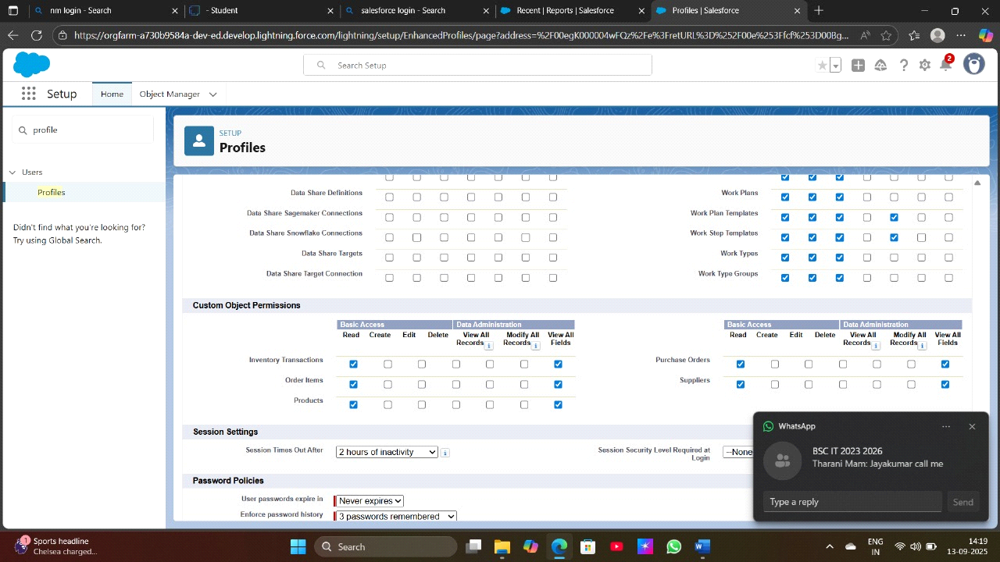 nm login - Search
- Student
salesforce login - Search
Recent | Reports | Salesforce
Profiles | Salesforce
https://orgfarm-a730b9584a-dev-ed.develop.lightning.force.com/lightning/setup/EnhancedProfiles/page?address=%2F00egK000004wFQz%2Fe%3FretURL%3D%252F00e%253Ffcf%253D00Bg...
Search Setup
2
Setup
Home
Object Manager
profile
Users
Profiles
Didn't find what you're looking for?
Try using Global Search.
SETUP
Profiles
Data Share Definitions
Work Plans
Data Share Sagemaker Connections
Work Plan Templates
Data Share Snowflake Connections
Work Step Templates
Data Share Targets
Work Types
Data Share Target Connection
Work Type Groups
Custom Object Permissions
Basic Access Data Administration
Basic Access Data Administration
Read Create Edit Delete View All Records Modify All Records View All Fields
Read Create Edit Delete View All Records Modify All Records View All Fields
Inventory Transactions
Purchase Orders
Order Items
Suppliers
Products
Session Settings
Session Times Out After
2 hours of inactivity
Session Security Level Required at
Login
--None
Password Policies
User passwords expire in
Never expires
Enforce password history
3 passwords remembered
WhatsApp
BSC IT 2023 2026
Tharani Mam: Jayakumar call me
Type a reply
Send
1
Sports headline
Chelsea charged...
Search
ENG
IN
14:19
13-09-2025